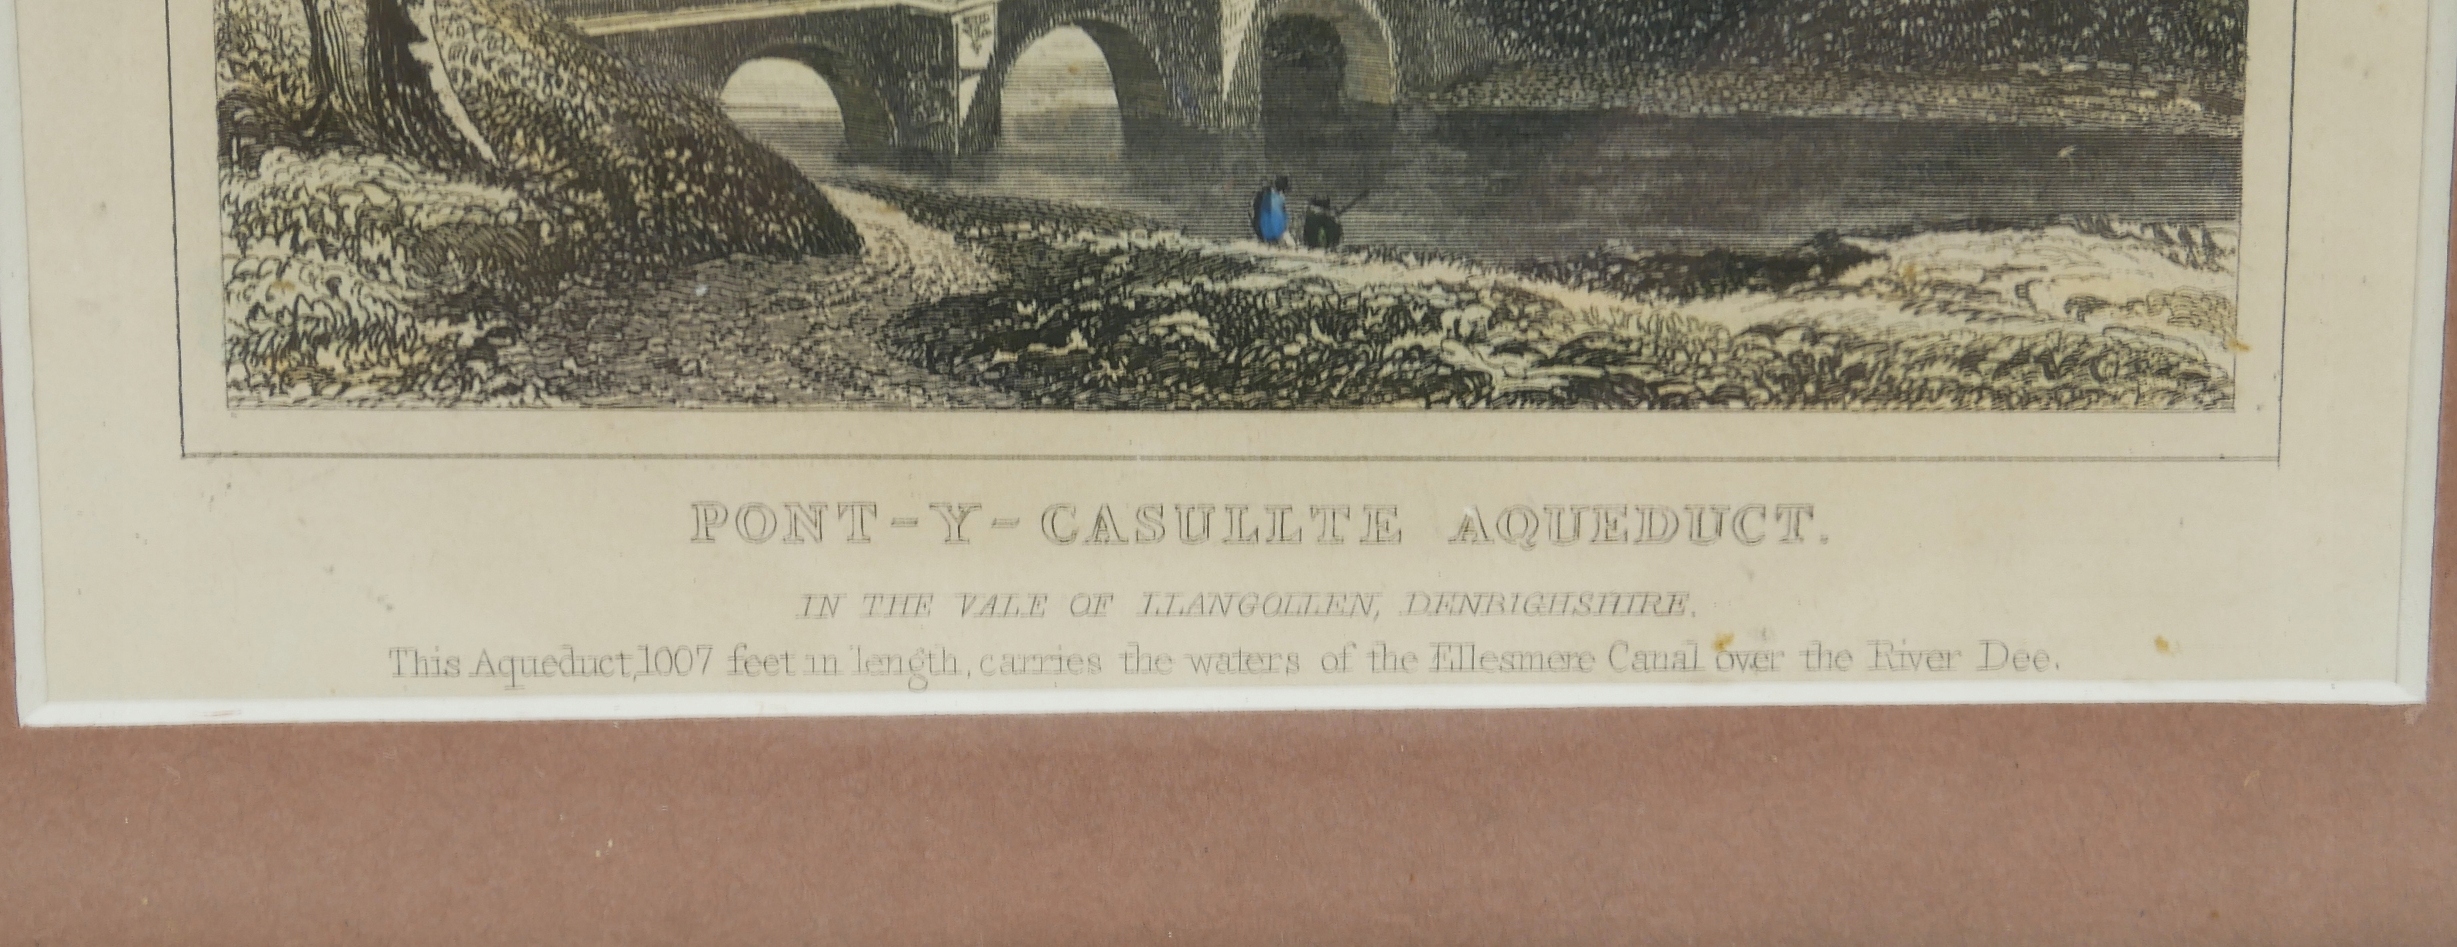 PONT-Y-CASULLTE AQUEDUCT.
IN THE VALE OF LLANGOLLEN, DENBIGHSHIRE.
This Aqueduct, 1007 feet in length, carries the waters of the Ellesmere Canal over the River Dee.